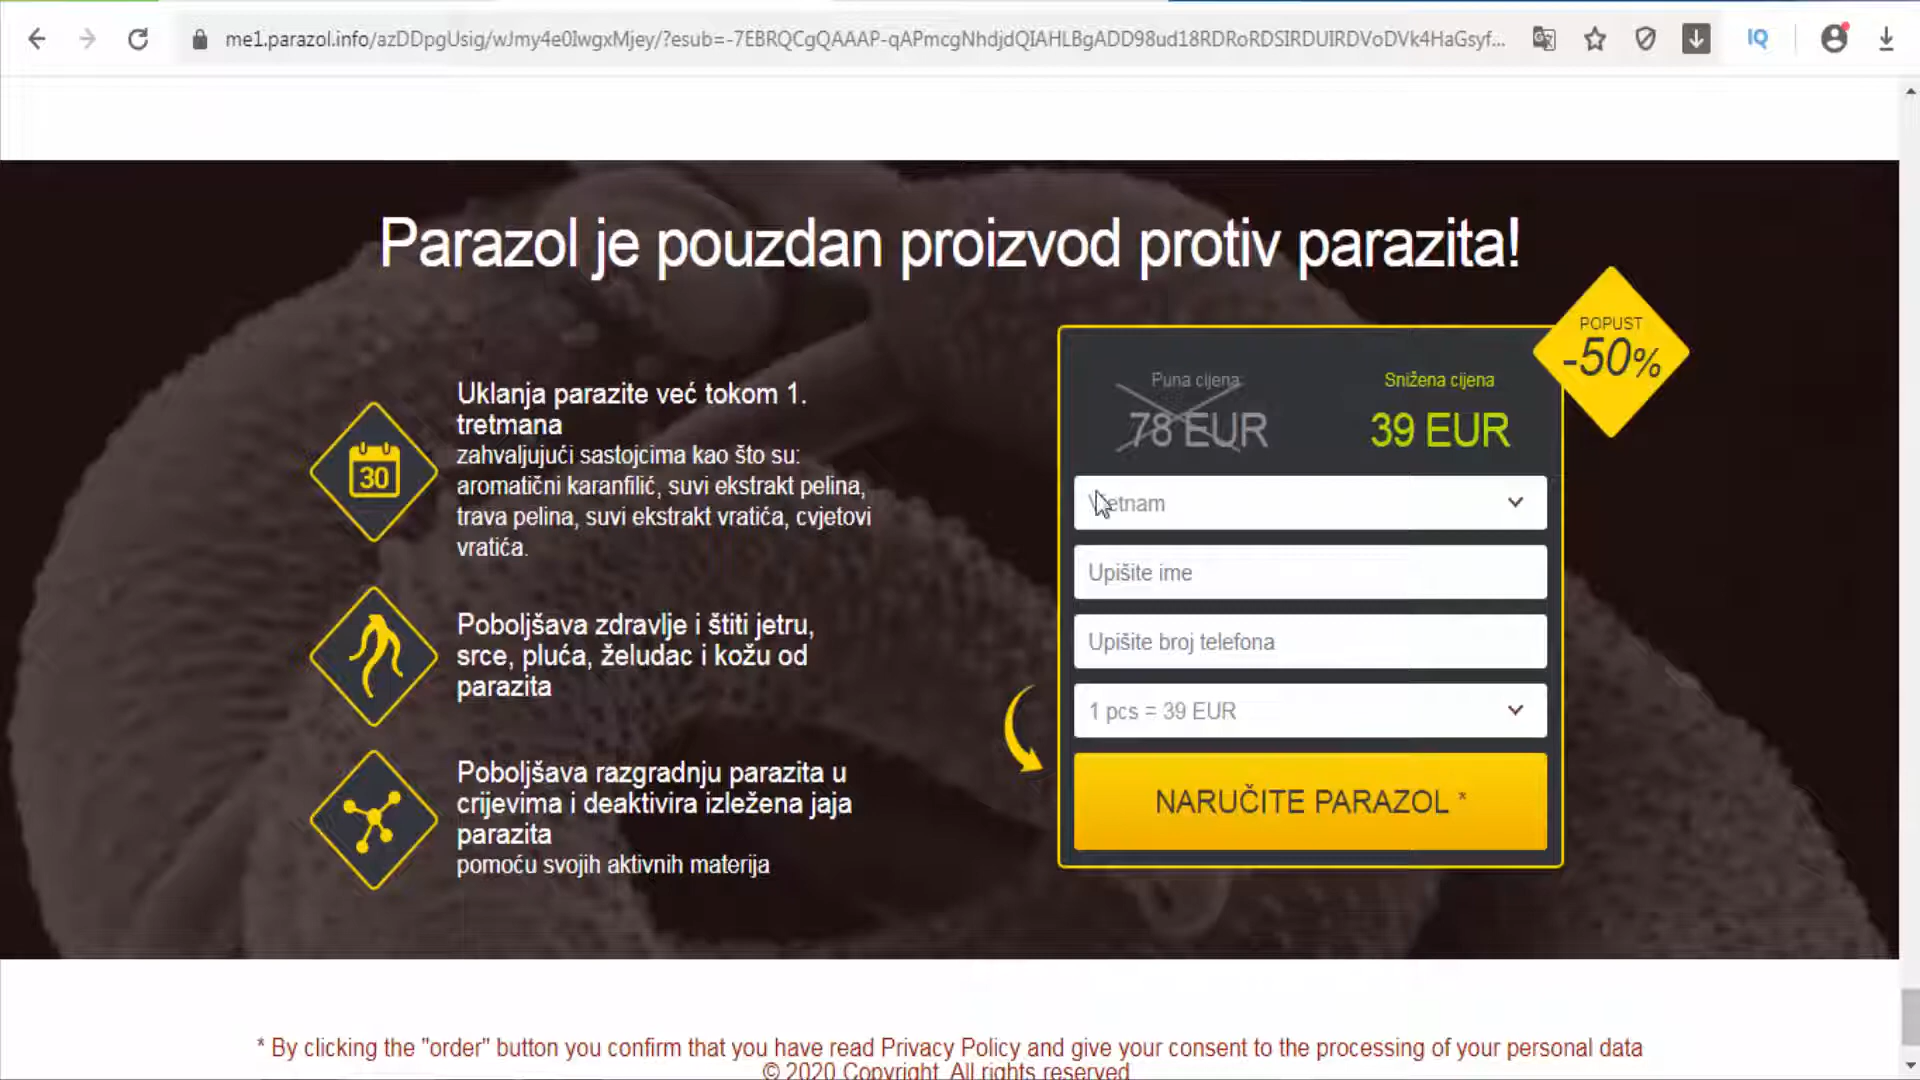 me1.parazol.info/azDDpgUsig/wJmy4e0IwgxMjey/?esub=-7EBRQCgQAAAP-qAPmcgNhdjdQIAHLBgADD98ud18RDRoRDSIRDUIRDVoDVk4HaGsyf...
IQ
Parazol je pouzdan proizvod protiv parazita!
POPUST
-50%
Puna cijena
Snižena cijena
78 EUR
39 EUR
Uklanja parazite već tokom 1.
tretmana
zahvaljujući sastojcima kao što su:
aromatični karanfilić, suvi ekstrakt pelina,
trava pelina, suvi ekstrakt vratića, cvjetovi
vratića.
30
Poboljšava zdravlje i štiti jetru,
srce, pluća, želudac i kožu od
parazita
Poboljšava razgradnju parazita u
crijevima i deaktivira izležena jaja
parazita
pomoću svojih aktivnih materija
Vietnam
Upišite ime
Upišite broj telefona
1 pcs = 39 EUR
NARUČITE PARAZOL *
* By clicking the "order" button you confirm that you have read Privacy Policy and give your consent to the processing of your personal data
© 2020 Copyright. All rights reserved.